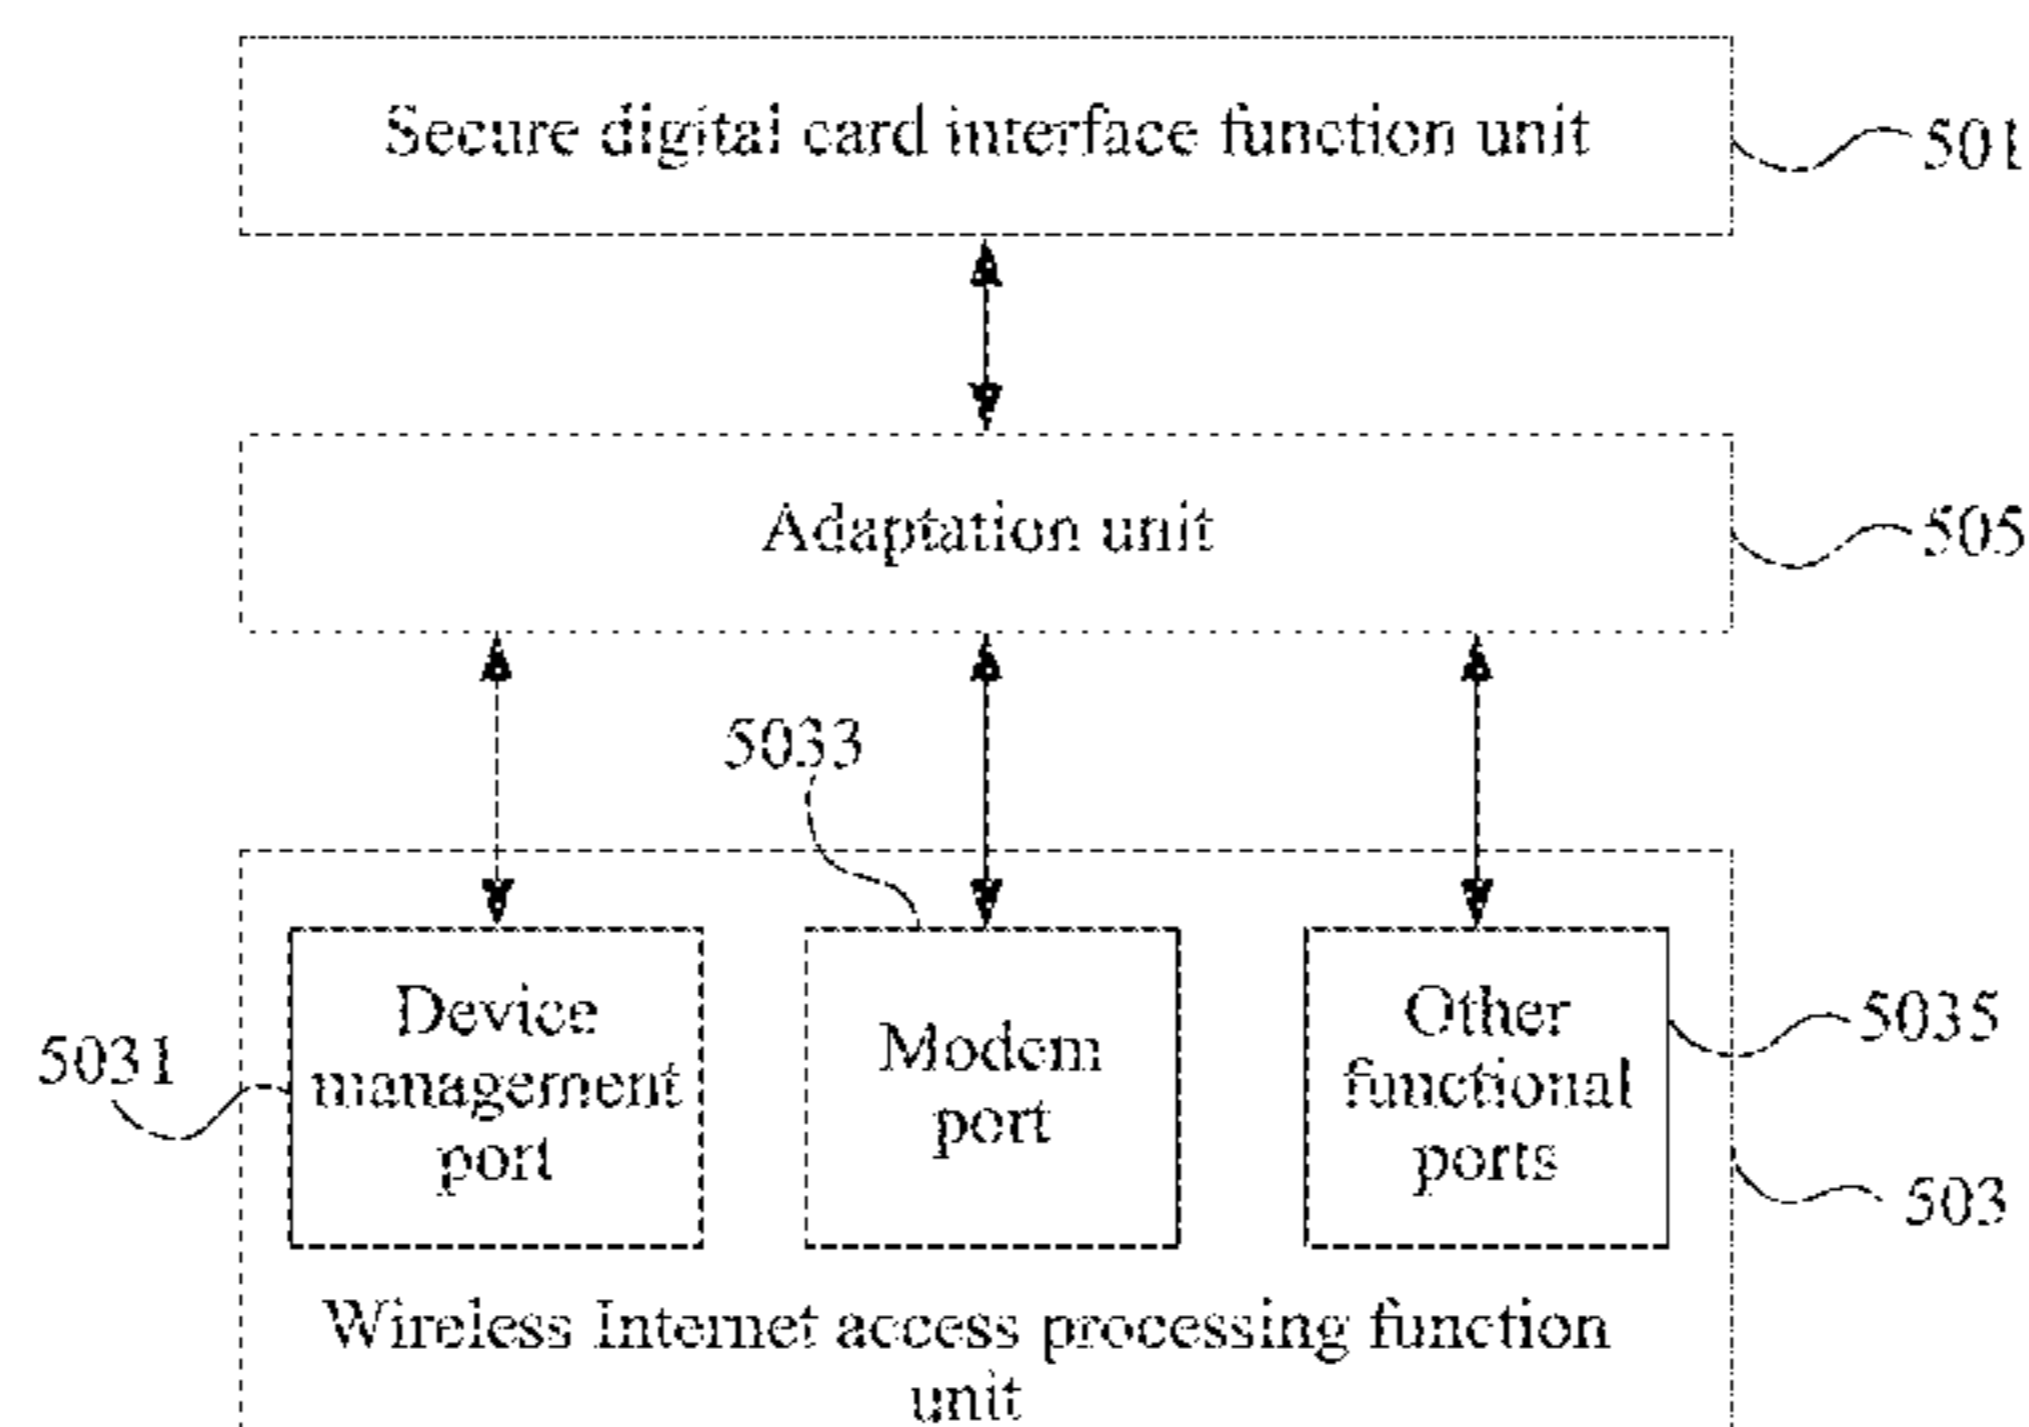 Secure digital card interface function unit
501
Adaptation unit
505
5033
Device
management
port
5031
Modem
port
Other
functional
ports
5035
503
Wireless Internet access processing function
unit